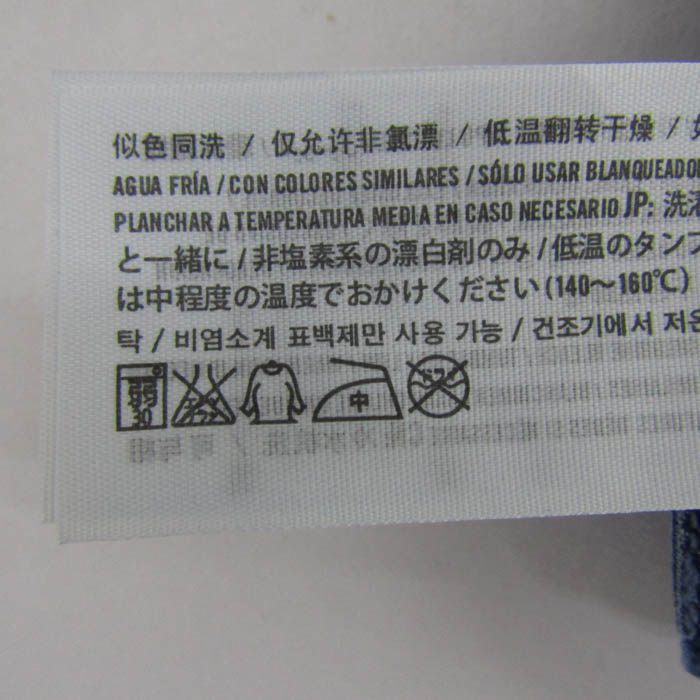 似色同洗 / 仅允许非氯漂 / 低温翻转干燥 /
AGUA FRÍA / CON COLORES SIMILARES / SÓLO USAR BLANQUEADOR
PLANCHAR A TEMPERATURA MEDIA EN CASO NECESARIO JP: 洗濯
と一緒に / 非塩素系の漂白剤のみ / 低温のタンブ
は中程度の温度でおかけください (140～160℃)
탁 / 비염소계 표백제만 사용 가능 / 건조기에서 저온
弱 30 中